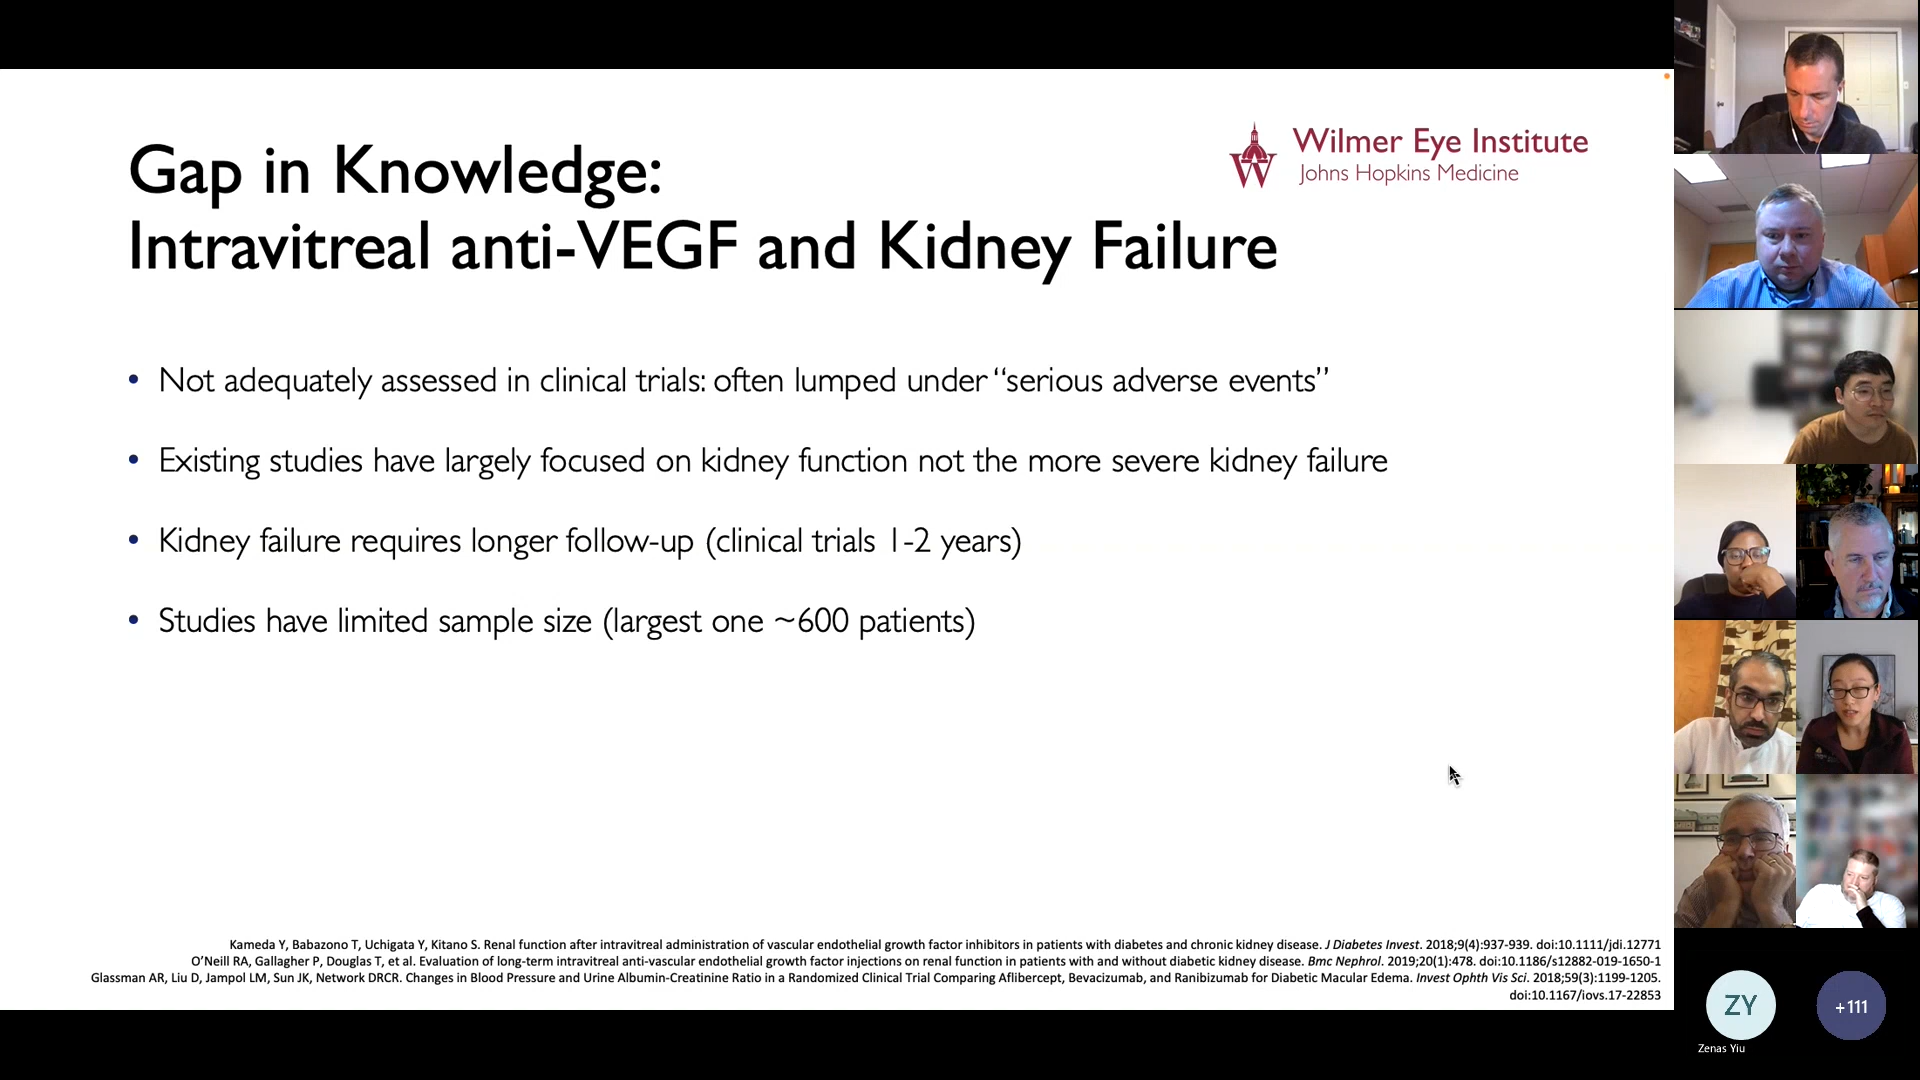 Gap in Knowledge:
Intravitreal anti-VEGF and Kidney Failure
Wilmer Eye Institute
Johns Hopkins Medicine
• Not adequately assessed in clinical trials: often lumped under “serious adverse events”
• Existing studies have largely focused on kidney function not the more severe kidney failure
• Kidney failure requires longer follow-up (clinical trials 1-2 years)
• Studies have limited sample size (largest one ~600 patients)
Kameda Y, Babazono T, Uchigata Y, Kitano S. Renal function after intravitreal administration of vascular endothelial growth factor inhibitors in patients with diabetes and chronic kidney disease. J Diabetes Invest. 2018;9(4):937-939. doi:10.1111/jdi.12771
O’Neill RA, Gallagher P, Douglas T, et al. Evaluation of long-term intravitreal anti-vascular endothelial growth factor injections on renal function in patients with and without diabetic kidney disease. Bmc Nephrol. 2019;20(1):478. doi:10.1186/s12882-019-1650-1
Glassman AR, Liu D, Jampol LM, Sun JK, Network DRCR. Changes in Blood Pressure and Urine Albumin-Creatinine Ratio in a Randomized Clinical Trial Comparing Aflibercept, Bevacizumab, and Ranibizumab for Diabetic Macular Edema. Invest Ophth Vis Sci. 2018;59(3):1199-1205.
doi:10.1167/iovs.17-22853
ZY
+111
Zenas Yiu